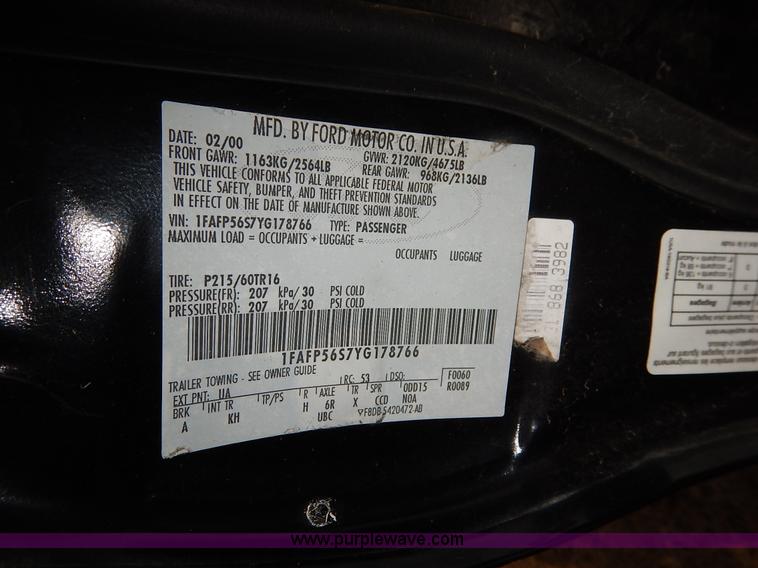 MFD. BY FORD MOTOR CO. IN U.S.A.
DATE: 02/00 GVWR: 2120KG/4675LB
FRONT GAWR: 1163KG/2564LB REAR GAWR: 968KG/2136LB
THIS VEHICLE CONFORMS TO ALL APPLICABLE FEDERAL MOTOR
VEHICLE SAFETY, BUMPER, AND THEFT PREVENTION STANDARDS
IN EFFECT ON THE DATE OF MANUFACTURE SHOWN ABOVE.
VIN: 1FAFP56S7YG178766 TYPE: PASSENGER
MAXIMUM LOAD = OCCUPANTS + LUGGAGE =
OCCUPANTS LUGGAGE
TIRE: P215/60TR16
PRESSURE(FR): 207 kPa/30 PSI COLD
PRESSURE(RR): 207 kPa/30 PSI COLD
1FAFP56S7YG178766
TRAILER TOWING - SEE OWNER GUIDE
EXT PNT: UA RC: 53 DSO: F0060
BRK INT TR TP/PS R AXLE TR SPR 0DD15 R0089
A KH H 6R X CCD N0A
UBC F8DB 5420472 AB
868 3982
www.purplewave.com